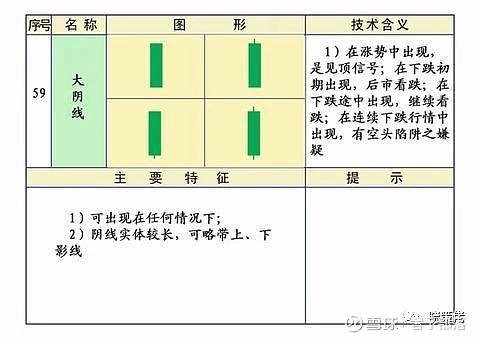 序号 名称 图 形 技术含义
59
大
阴
线
1）在涨势中出现，
是见顶信号；在下跌初
期出现，后市看跌；在
下跌途中出现，继续看
跌；在连续下跌行情中
出现，有空头陷阱之嫌
疑
主 要 特 征 提 示
1）可出现在任何情况下；
2）阴线实体较长，可略带上、下
影线
雪球：